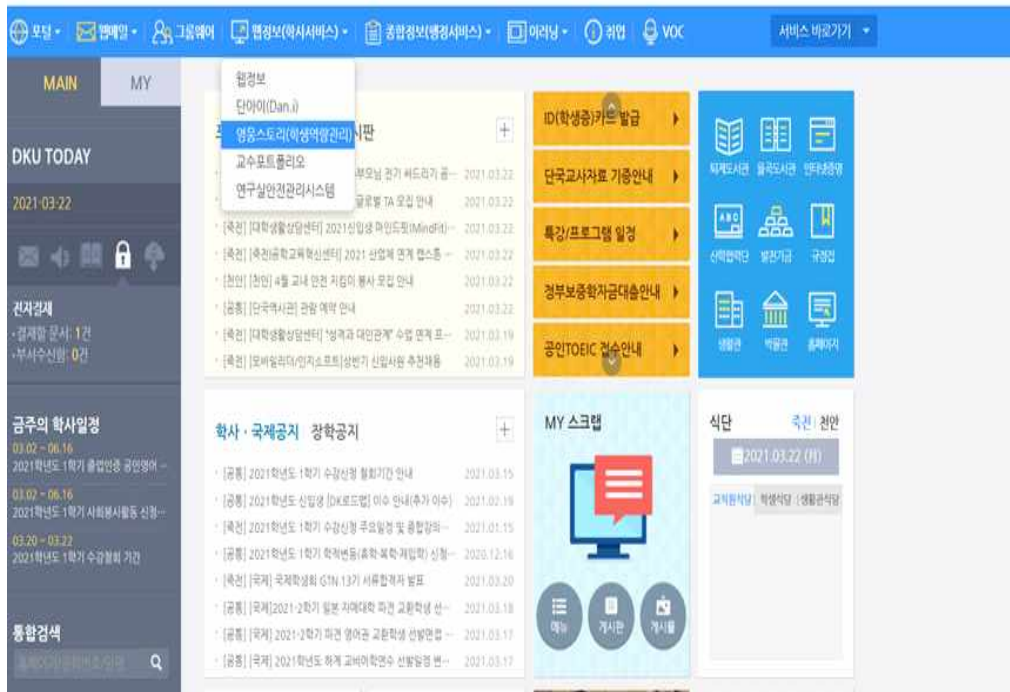 포털
웹메일
그룹웨어
웹정보(학사서비스)
종합정보(행정서비스)
이러닝
취업
VOC
서비스 바로가기
MAIN
MY
웹정보
단아이(Dan.i)
영웅스토리(학생역량관리)
교수포트폴리오
연구실안전관리시스템
DKU TODAY
2021-03-22
전자결재
결재할 문서: 1건
부서수신함: 0건
금주의 학사일정
03.02 ~ 06.16
2021학년도 1학기 졸업인증 공인영어 ···
03.02 ~ 06.16
2021학년도 1학기 사회봉사활동 신청···
03.20 ~ 03.22
2021학년도 1학기 수강철회 기간
통합검색
시판
2021.03.22
글로벌 TA 모집 안내 2021.03.22
[죽전] [대학생활상담센터] 2021신입생 마인드핏(MindFit)··· 2021.03.22
[죽전] [죽전)공학교육혁신센터] 2021 산업체 연계 캡스톤 ··· 2021.03.22
[천안] [천안] 4월 교내 안전 지킴이 봉사 모집 안내 2021.03.22
[공통] [단국역사관] 관람 예약 안내 2021.03.22
[죽전] [대학생활상담센터] "성격과 대인관계" 수업 연계 프··· 2021.03.19
[죽전] [모바일리더/인지소프트]상반기 신입사원 추천채용 2021.03.19
ID(학생증)카드 발급
단국교사자료 기증안내
특강/프로그램 일정
정부보증학자금대출안내
공인TOEIC 접수안내
퇴계도서관 율곡도서관 인터넷증명
산학협력단 발전기금 규정집
생활관 박물관 홈페이지
학사 · 국제공지 장학공지
[공통] 2021학년도 1학기 수강신청 철회기간 안내 2021.03.15
[공통] 2021학년도 신입생 [DK로드맵] 이수 안내(추가 이수) 2021.02.19
[죽전] 2021학년도 1학기 수강신청 주요일정 및 종합강의··· 2021.01.15
[공통] 2021학년도 1학기 학적변동(휴학·복학·재입학) 신청··· 2020.12.16
[죽전] [국제] 국제학생회 GTN 13기 서류합격자 발표 2021.03.20
[공통] [국제]2021-2학기 일본 자매대학 파견 교환학생 선··· 2021.03.18
[공통] [국제] 2021-2학기 파견 영어권 교환학생 선발면접 ··· 2021.03.17
[공통] [국제] 2021학년도 하계 교비어학연수 선발일정 변··· 2021.03.17
MY 스크랩
메뉴
게시판
게시물
식단
죽전 천안
2021.03.22 (月)
교직원식당 학생식당 생활관식당